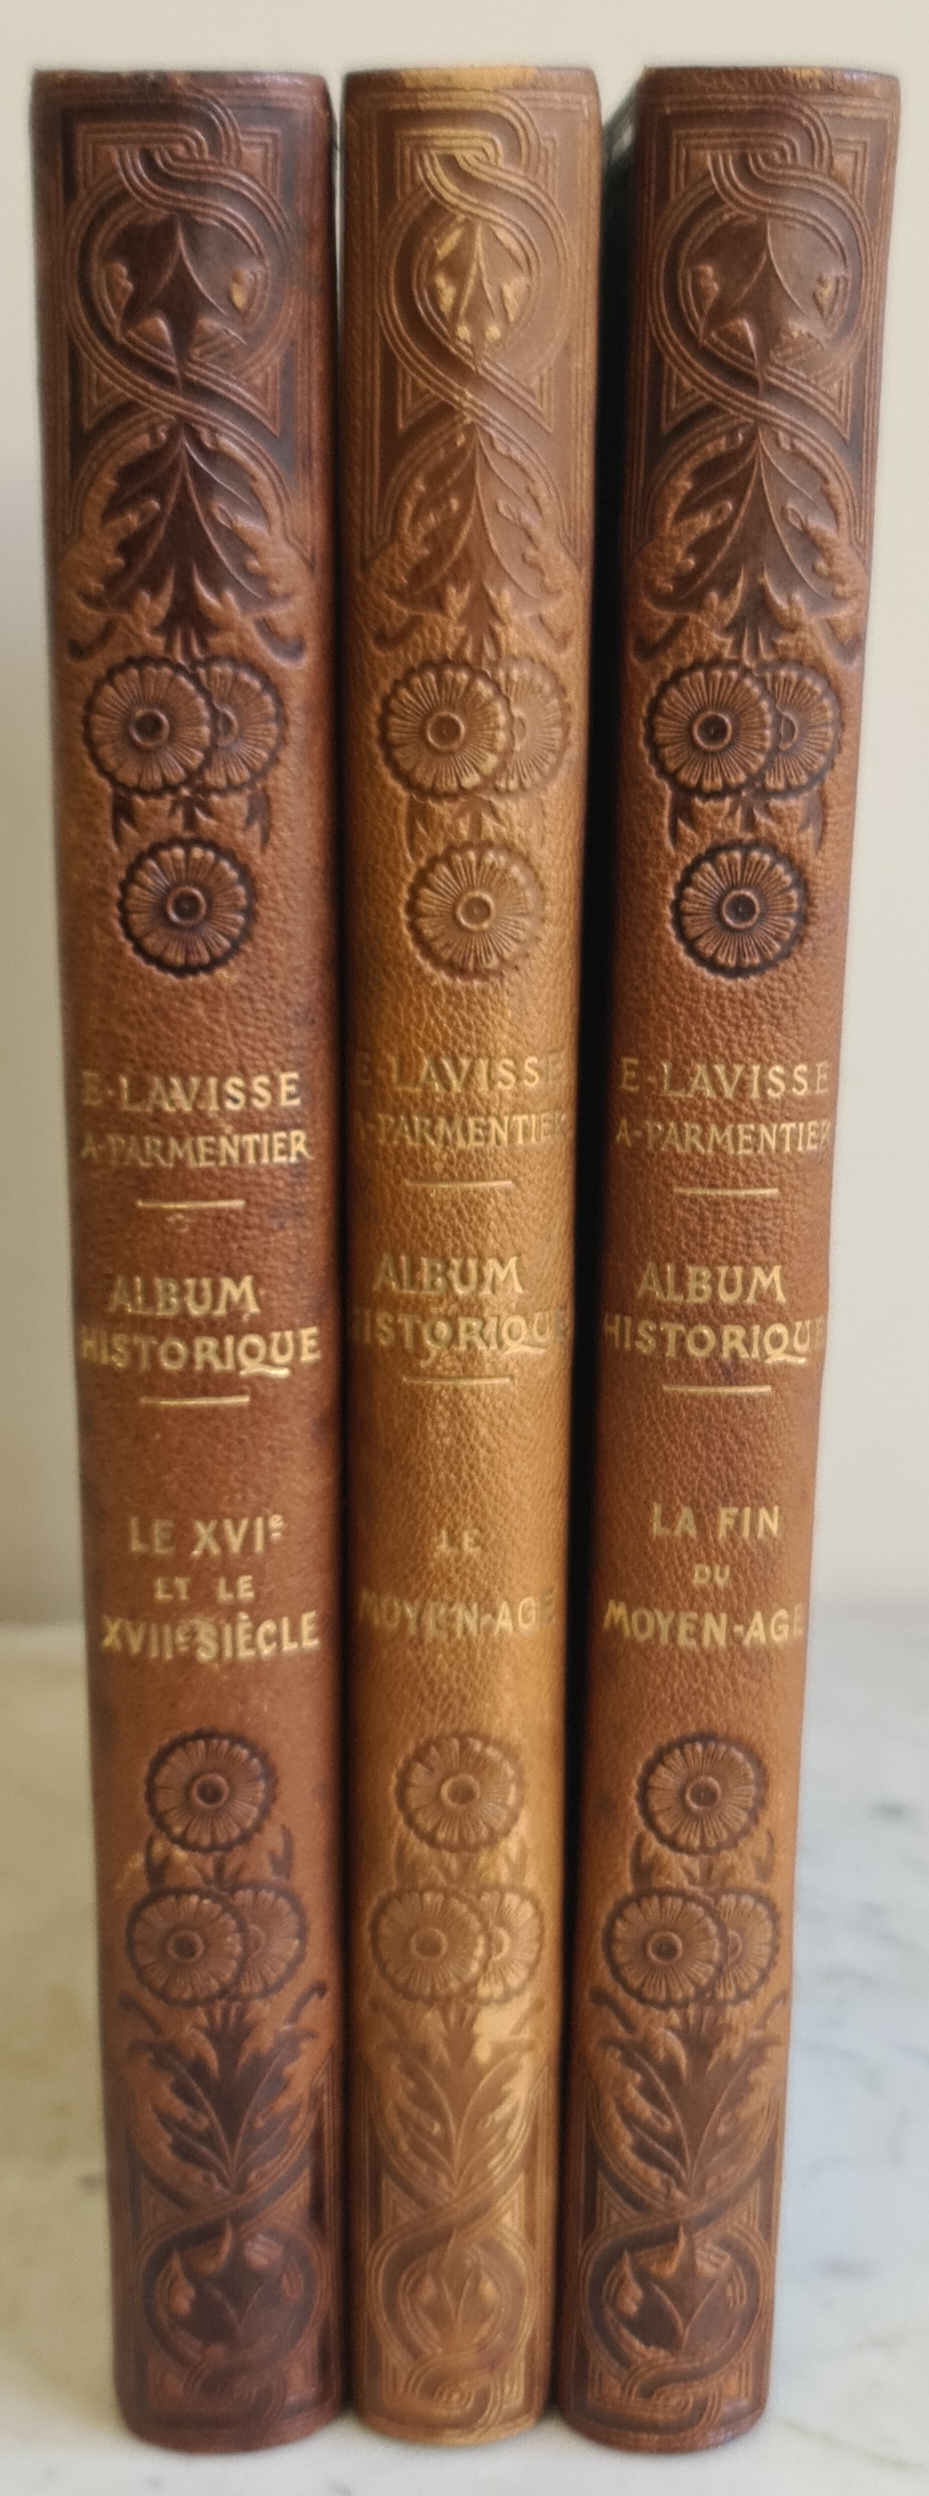 E·LAVISSE
A·PARMENTIER
ALBUM
HISTORIQUE
LE XVIe
ET LE
XVIIe SIÈCLE
E·LAVISSE
A·PARMENTIER
ALBUM
HISTORIQUE
LE
MOYEN-AGE
E·LAVISSE
A·PARMENTIER
ALBUM
HISTORIQUE
LA FIN
DU
MOYEN-AGE